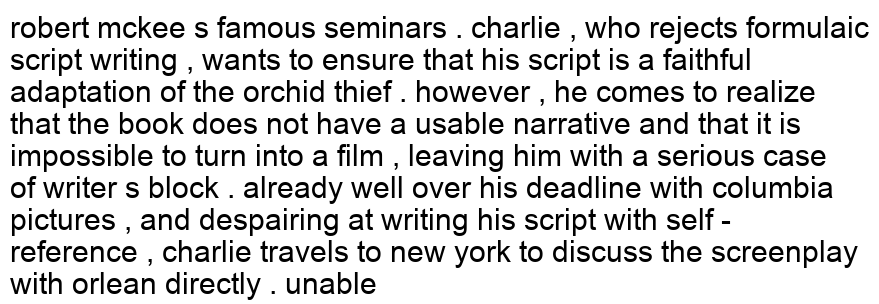 robert mckee s famous seminars . charlie , who rejects formulaic
script writing , wants to ensure that his script is a faithful
adaptation of the orchid thief . however , he comes to realize
that the book does not have a usable narrative and that it is
impossible to turn into a film , leaving him with a serious case
of writer s block . already well over his deadline with columbia
pictures , and despairing at writing his script with self -
reference , charlie travels to new york to discuss the screenplay
with orlean directly . unable